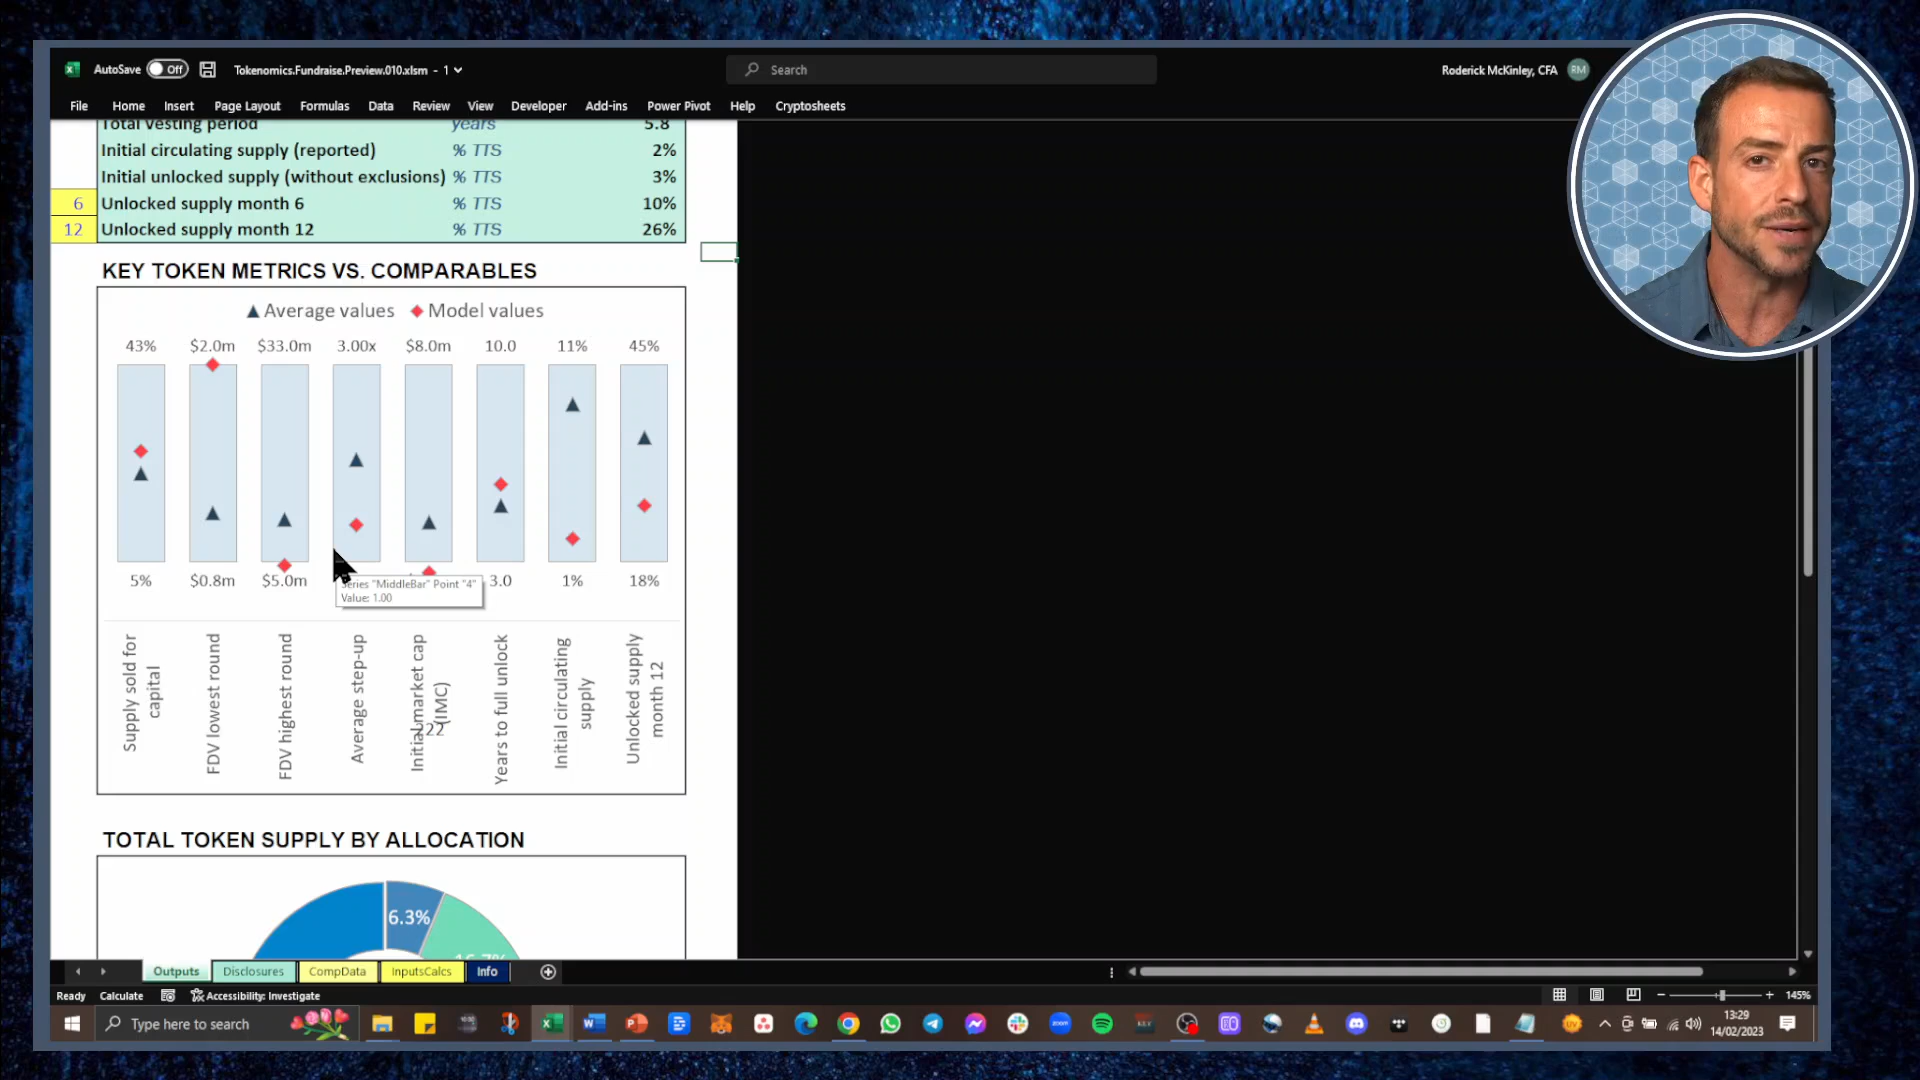 AutoSave Off Tokenomics.Fundraise.Preview.010.xlsm - 1 Search Roderick McKinley, CFA RM
File Home Insert Page Layout Formulas Data Review View Developer Add-ins Power Pivot Help Cryptosheets
Total vesting period years 5.8
Initial circulating supply (reported) % TTS 2%
Initial unlocked supply (without exclusions) % TTS 3%
6 Unlocked supply month 6 % TTS 10%
12 Unlocked supply month 12 % TTS 26%
KEY TOKEN METRICS VS. COMPARABLES
Average values Model values
43% $2.0m $33.0m 3.00x $8.0m 10.0 11% 45%
5% $0.8m $5.0m 3.0 1% 18%
Series "MiddleBar" Point "4"
Value: 1.00
Supply sold for capital
FDV lowest round
FDV highest round
Average step-up
Initial market cap (IMC)
Years to full unlock
Initial circulating supply
Unlocked supply month 12
222
TOTAL TOKEN SUPPLY BY ALLOCATION
6.3%
Outputs Disclosures CompData InputsCalcs Info
Ready Calculate Accessibility: Investigate 145%
Type here to search 13:29
14/02/2023